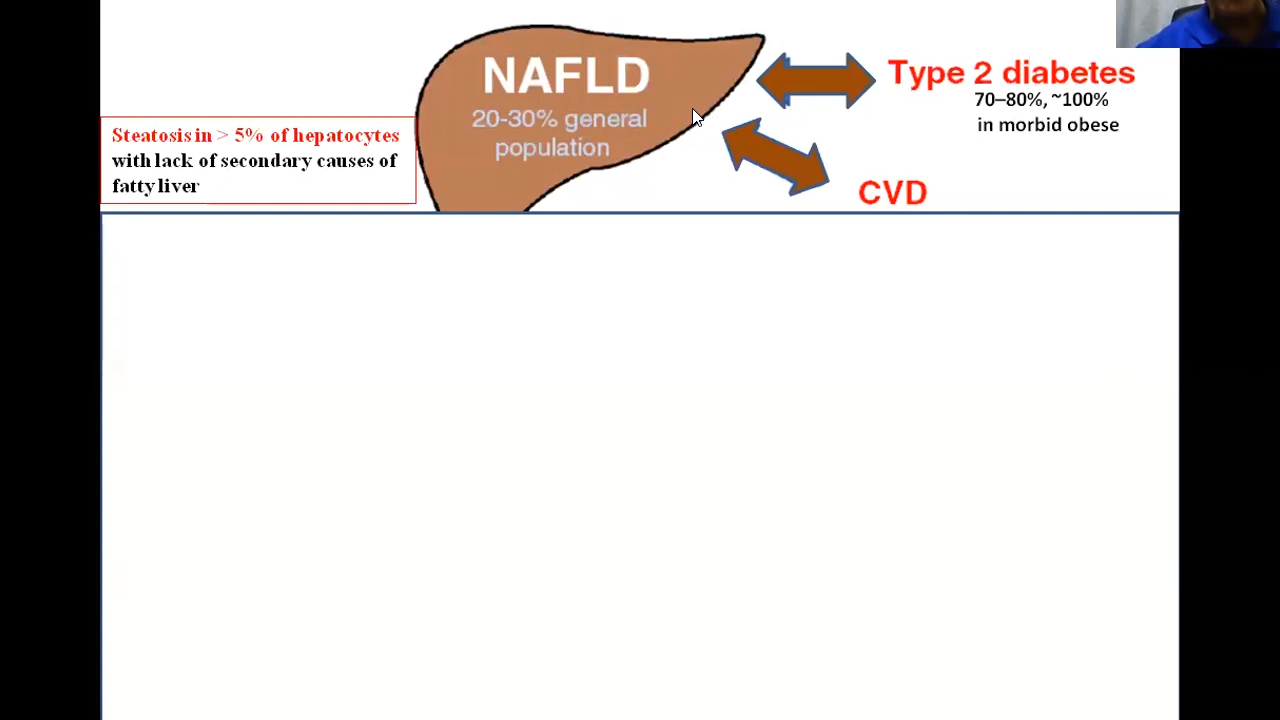 NAFLD
20-30% general
population
Type 2 diabetes
70–80%, ~100%
in morbid obese
Steatosis in > 5% of hepatocytes
with lack of secondary causes of
fatty liver
CVD